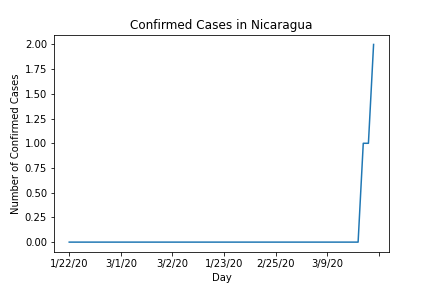 Confirmed Cases in Nicaragua
Number of Confirmed Cases
2.00
1.75
1.50
1.25
1.00
0.75
0.50
0.25
0.00
1/22/20 3/1/20 3/2/20 1/23/20 2/25/20 3/9/20
Day